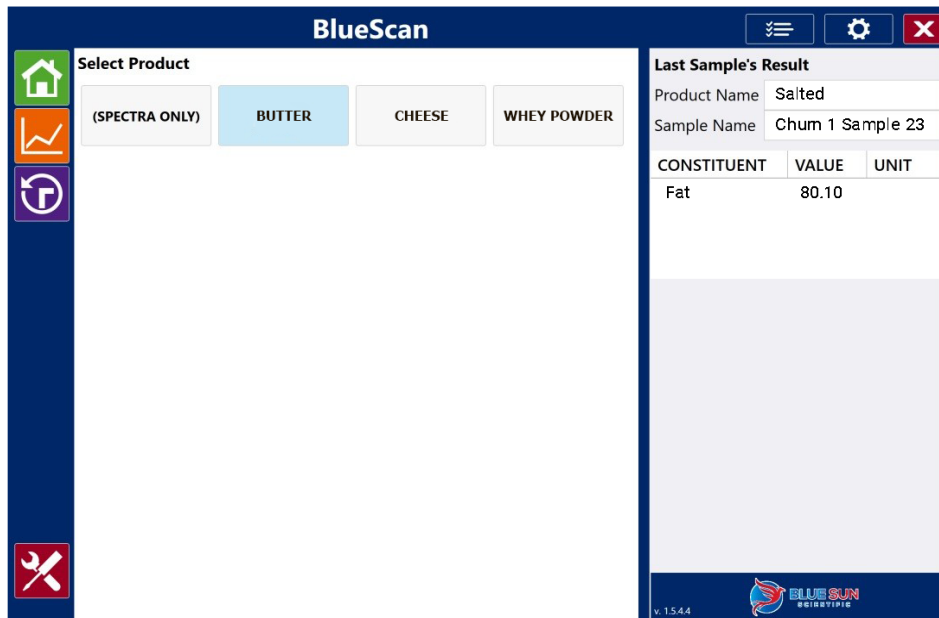 BlueScan
Select Product
(SPECTRA ONLY)
BUTTER
CHEESE
WHEY POWDER
Last Sample's Result
Product Name Salted
Sample Name Churn 1 Sample 23
CONSTITUENT VALUE UNIT
Fat 80.10
v. 1.5.4.4
BLUE SUN
SCIENTIFIC